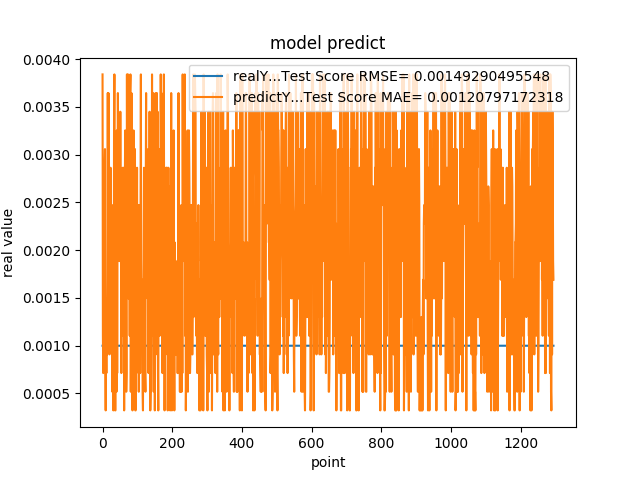 model predict
realY...Test Score RMSE= 0.00149290495548
predictY...Test Score MAE= 0.00120797172318
0.0040
0.0035
0.0030
0.0025
0.0020
0.0015
0.0010
0.0005
real value
0 200 400 600 800 1000 1200
point